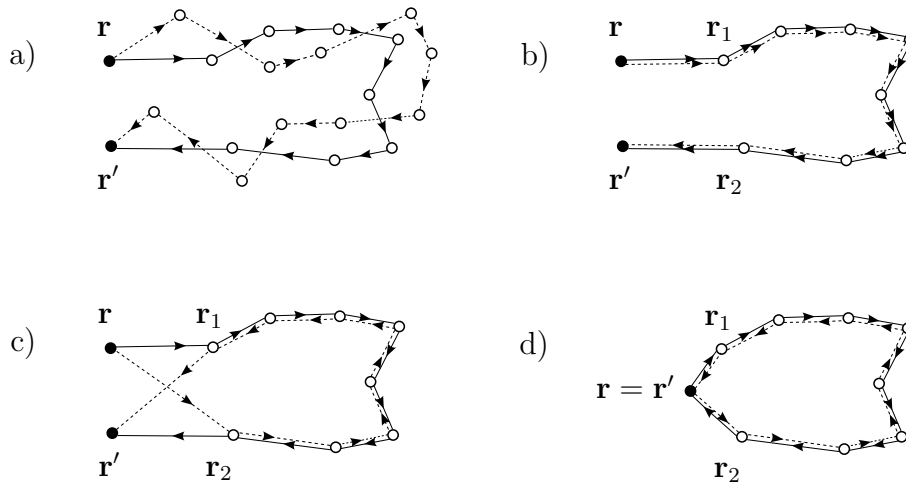 a)
r
r′
b)
r
r₁
r′
r₂
c)
r
r₁
r′
r₂
d)
r₁
r = r′
r₂